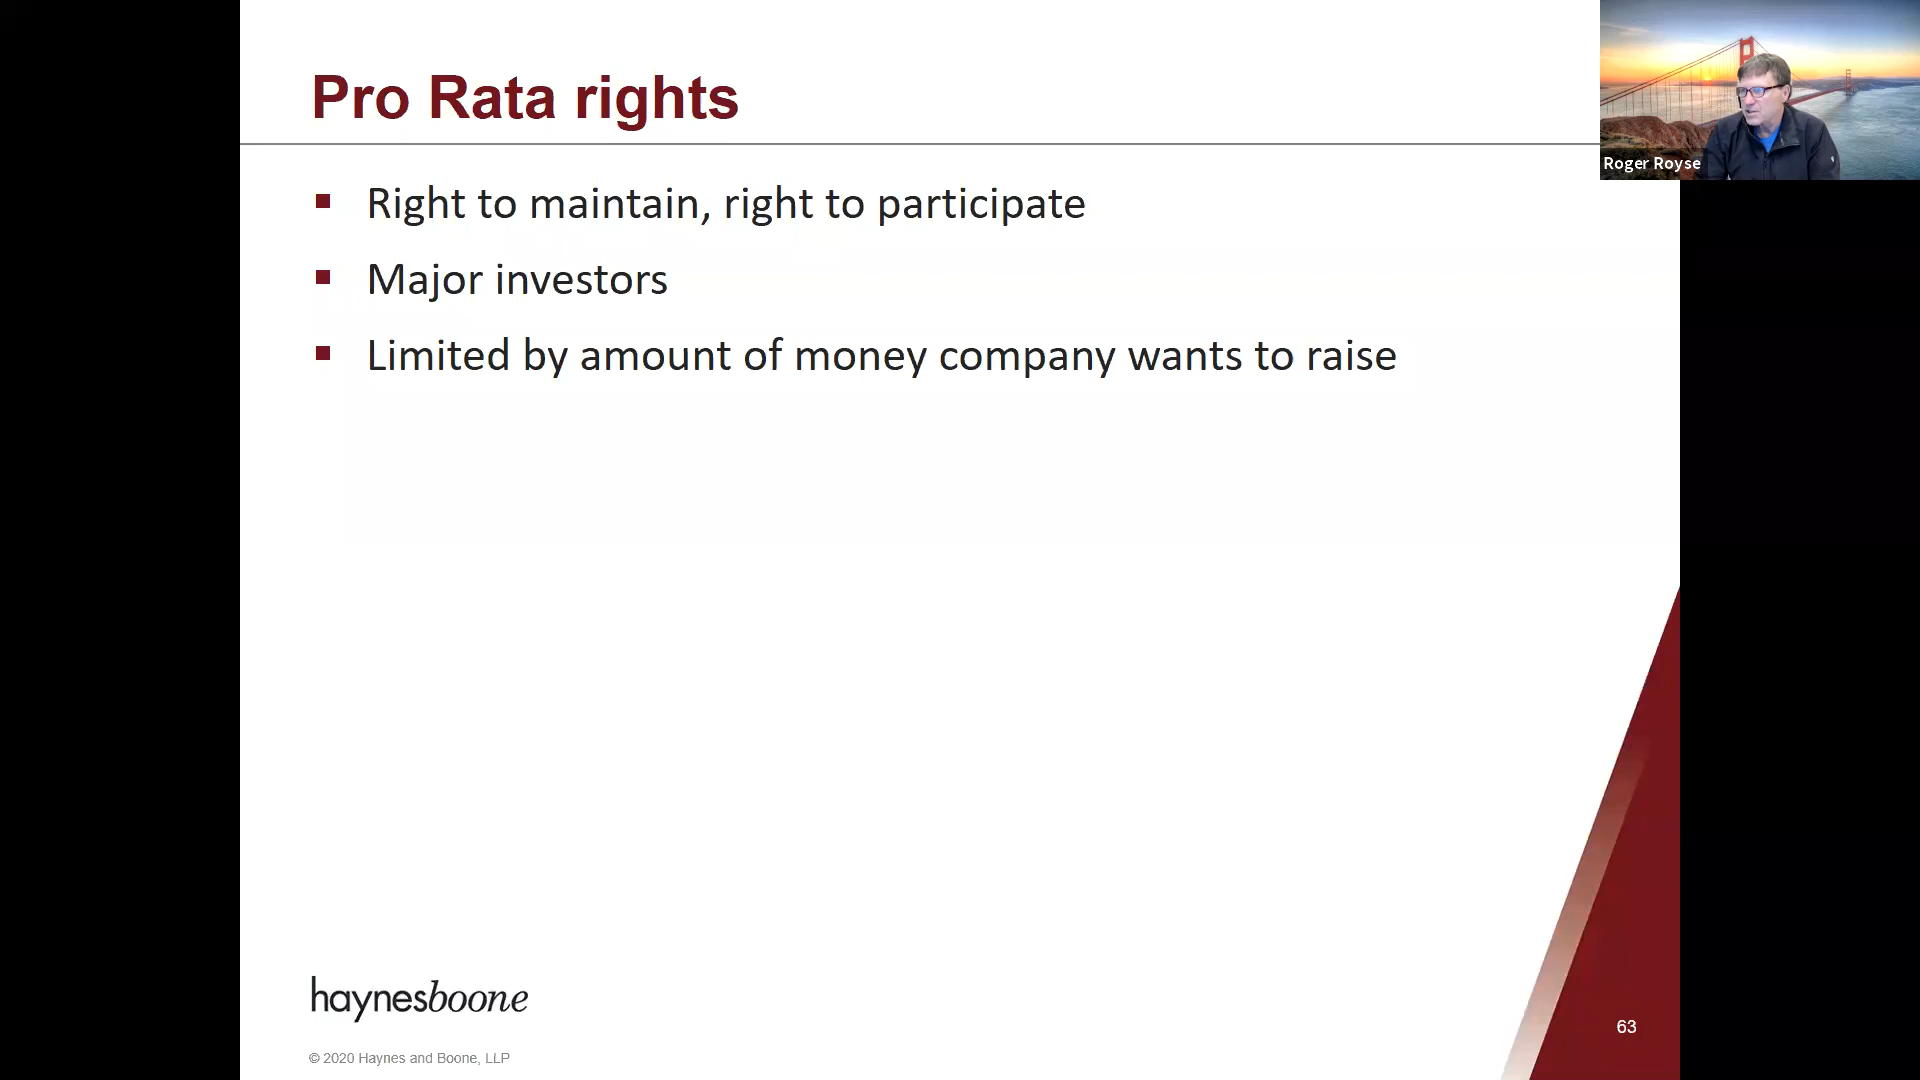 Pro Rata rights
Roger Royse
Right to maintain, right to participate
Major investors
Limited by amount of money company wants to raise
haynesboone
63
© 2020 Haynes and Boone, LLP